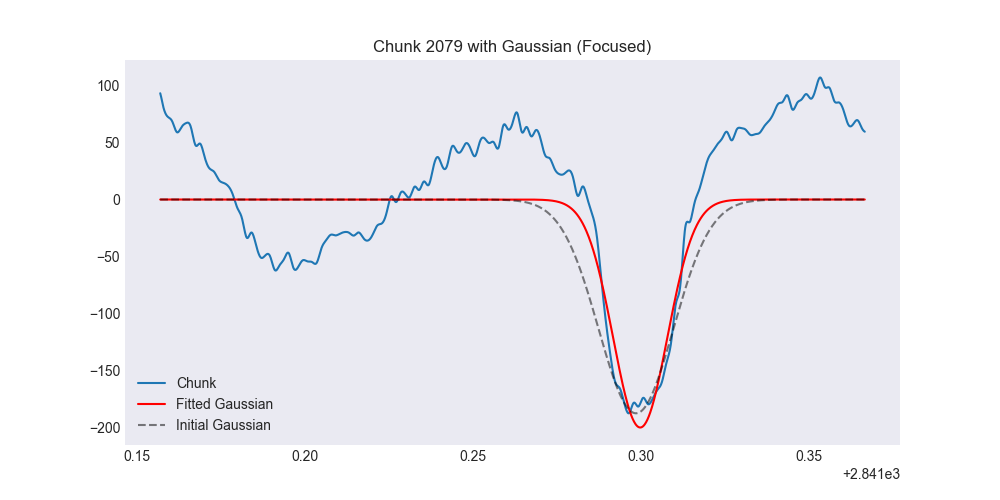 Chunk 2079 with Gaussian (Focused)
100
50
0
−50
−100
−150
−200
Chunk
Fitted Gaussian
Initial Gaussian
0.15 0.20 0.25 0.30 0.35
+2.841e3